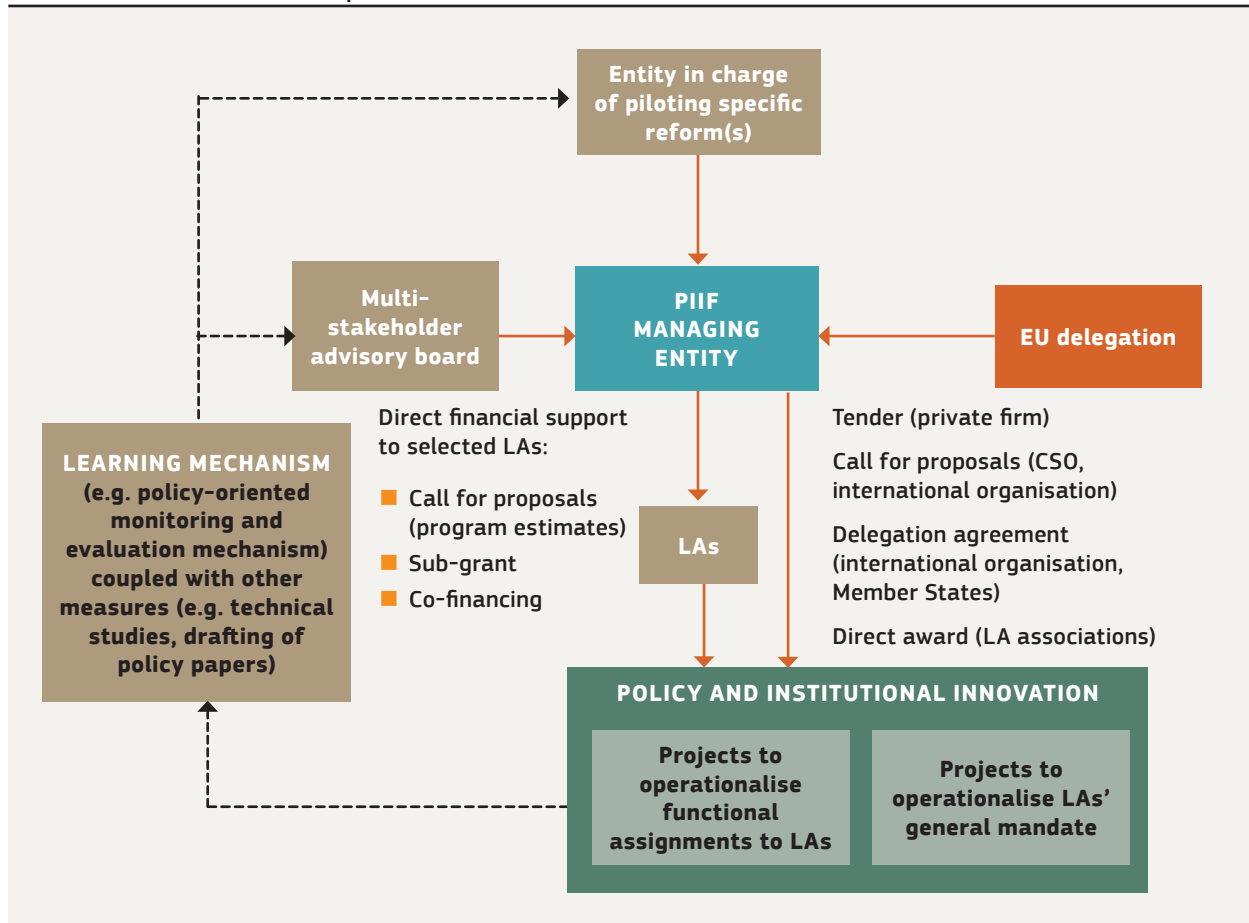 Entity in charge
of piloting specific
reform(s)
Multi-
stakeholder
advisory board
PIIF
MANAGING
ENTITY
EU delegation
Direct financial support
to selected LAs:
Call for proposals
(program estimates)
Sub-grant
Co-financing
LAs
Tender (private firm)
Call for proposals (CSO,
international organisation)
Delegation agreement
(international organisation,
Member States)
Direct award (LA associations)
LEARNING MECHANISM
(e.g. policy-oriented
monitoring and
evaluation mechanism)
coupled with other
measures (e.g. technical
studies, drafting of
policy papers)
POLICY AND INSTITUTIONAL INNOVATION
Projects to
operationalise
functional
assignments to LAs
Projects to
operationalise LAs’
general mandate